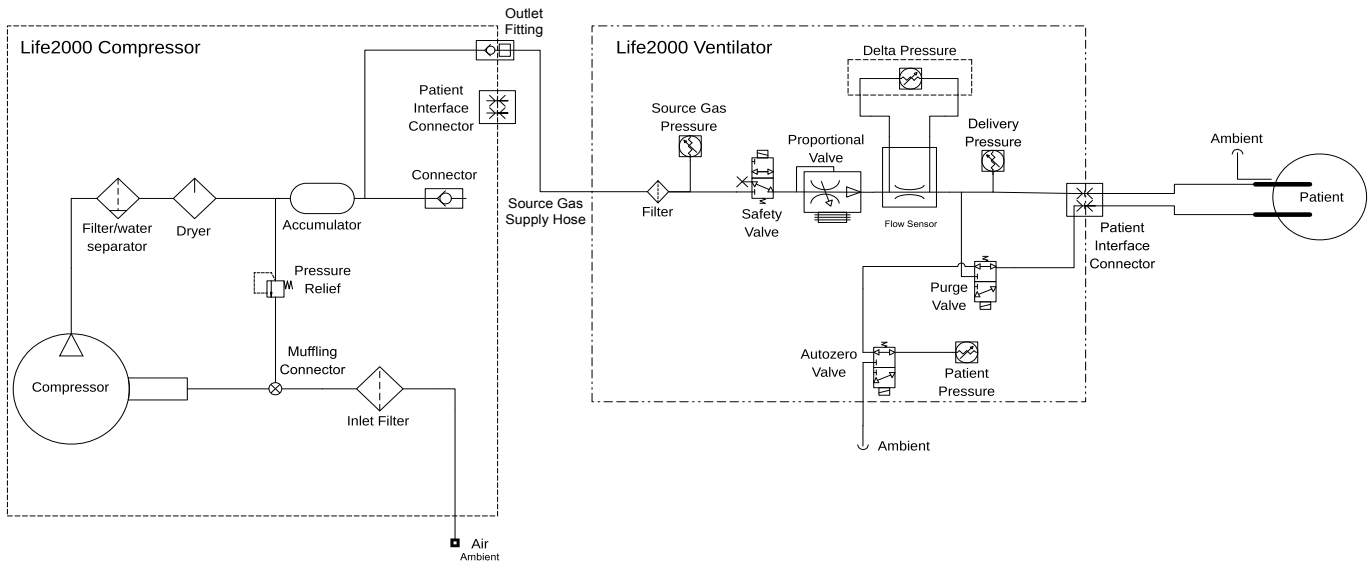 Outlet
Fitting
Life2000 Compressor
Life2000 Ventilator
Delta Pressure
Patient
Interface
Connector
Source Gas
Pressure
Proportional
Valve
Delivery
Pressure
Ambient
Connector
Source Gas
Supply Hose
Filter
Safety
Valve
Flow Sensor
Patient
Patient
Interface
Connector
Filter/water
separator
Dryer
Accumulator
Pressure
Relief
Purge
Valve
Muffling
Connector
Compressor
Inlet Filter
Autozero
Valve
Patient
Pressure
Ambient
Air
Ambient